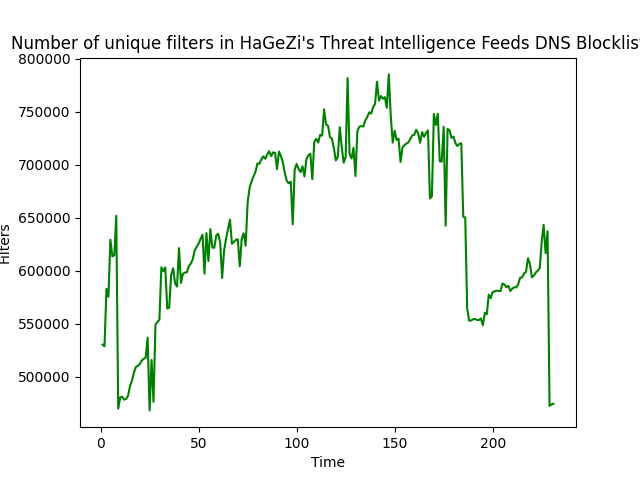 Number of unique filters in HaGeZi's Threat Intelligence Feeds DNS Blocklis
800000
750000
700000
650000
600000
550000
500000
Filters
0 50 100 150 200
Time